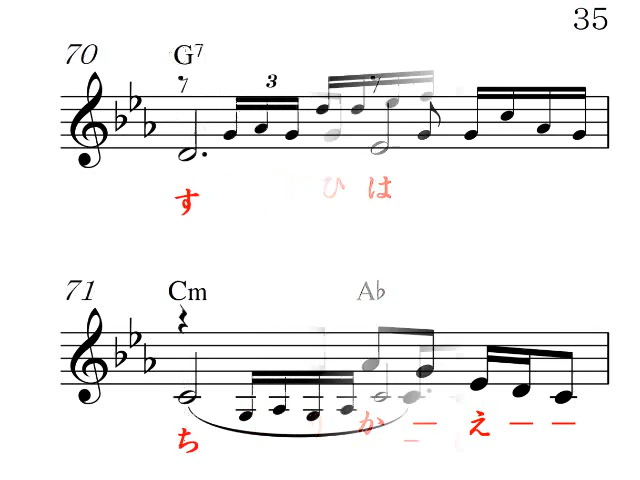 35
70 G7
3
す ひ は
71 Cm A♭
ち か ー え ー ー